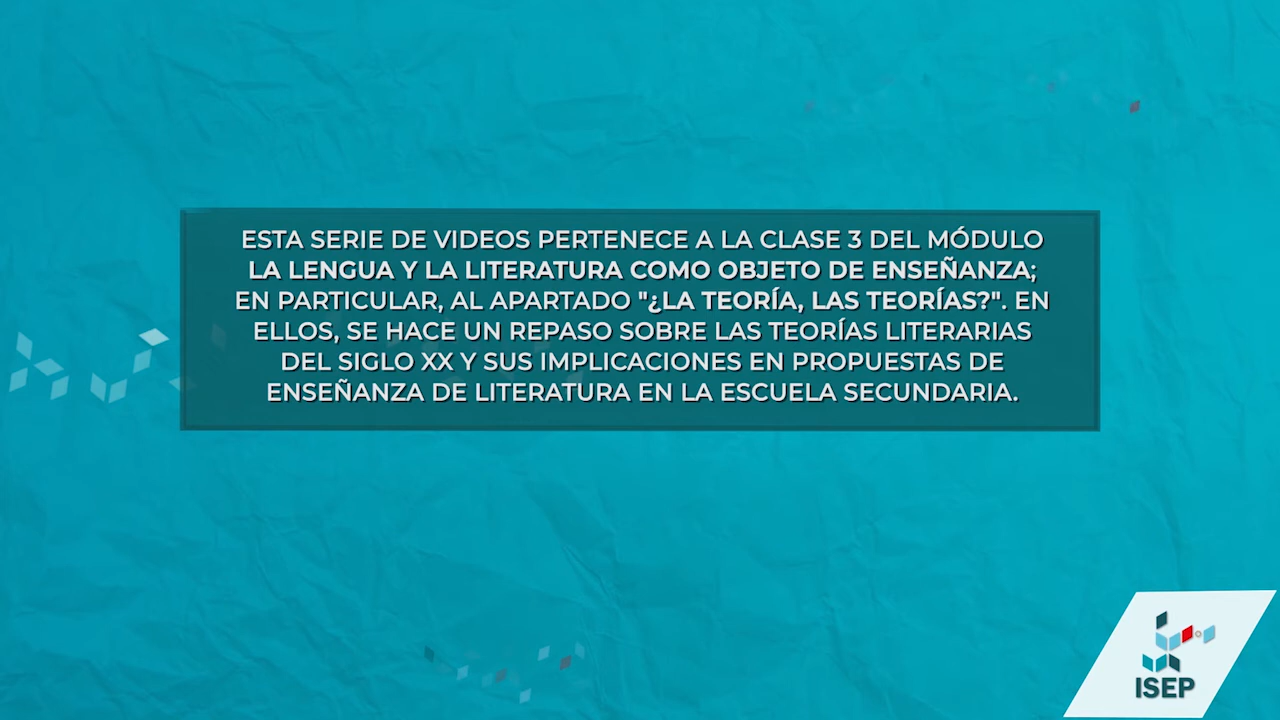 ESTA SERIE DE VIDEOS PERTENECE A LA CLASE 3 DEL MÓDULO
LA LENGUA Y LA LITERATURA COMO OBJETO DE ENSEÑANZA;
EN PARTICULAR, AL APARTADO "¿LA TEORÍA, LAS TEORÍAS?". EN
ELLOS, SE HACE UN REPASO SOBRE LAS TEORÍAS LITERARIAS
DEL SIGLO XX Y SUS IMPLICACIONES EN PROPUESTAS DE
ENSEÑANZA DE LITERATURA EN LA ESCUELA SECUNDARIA.
ISEP